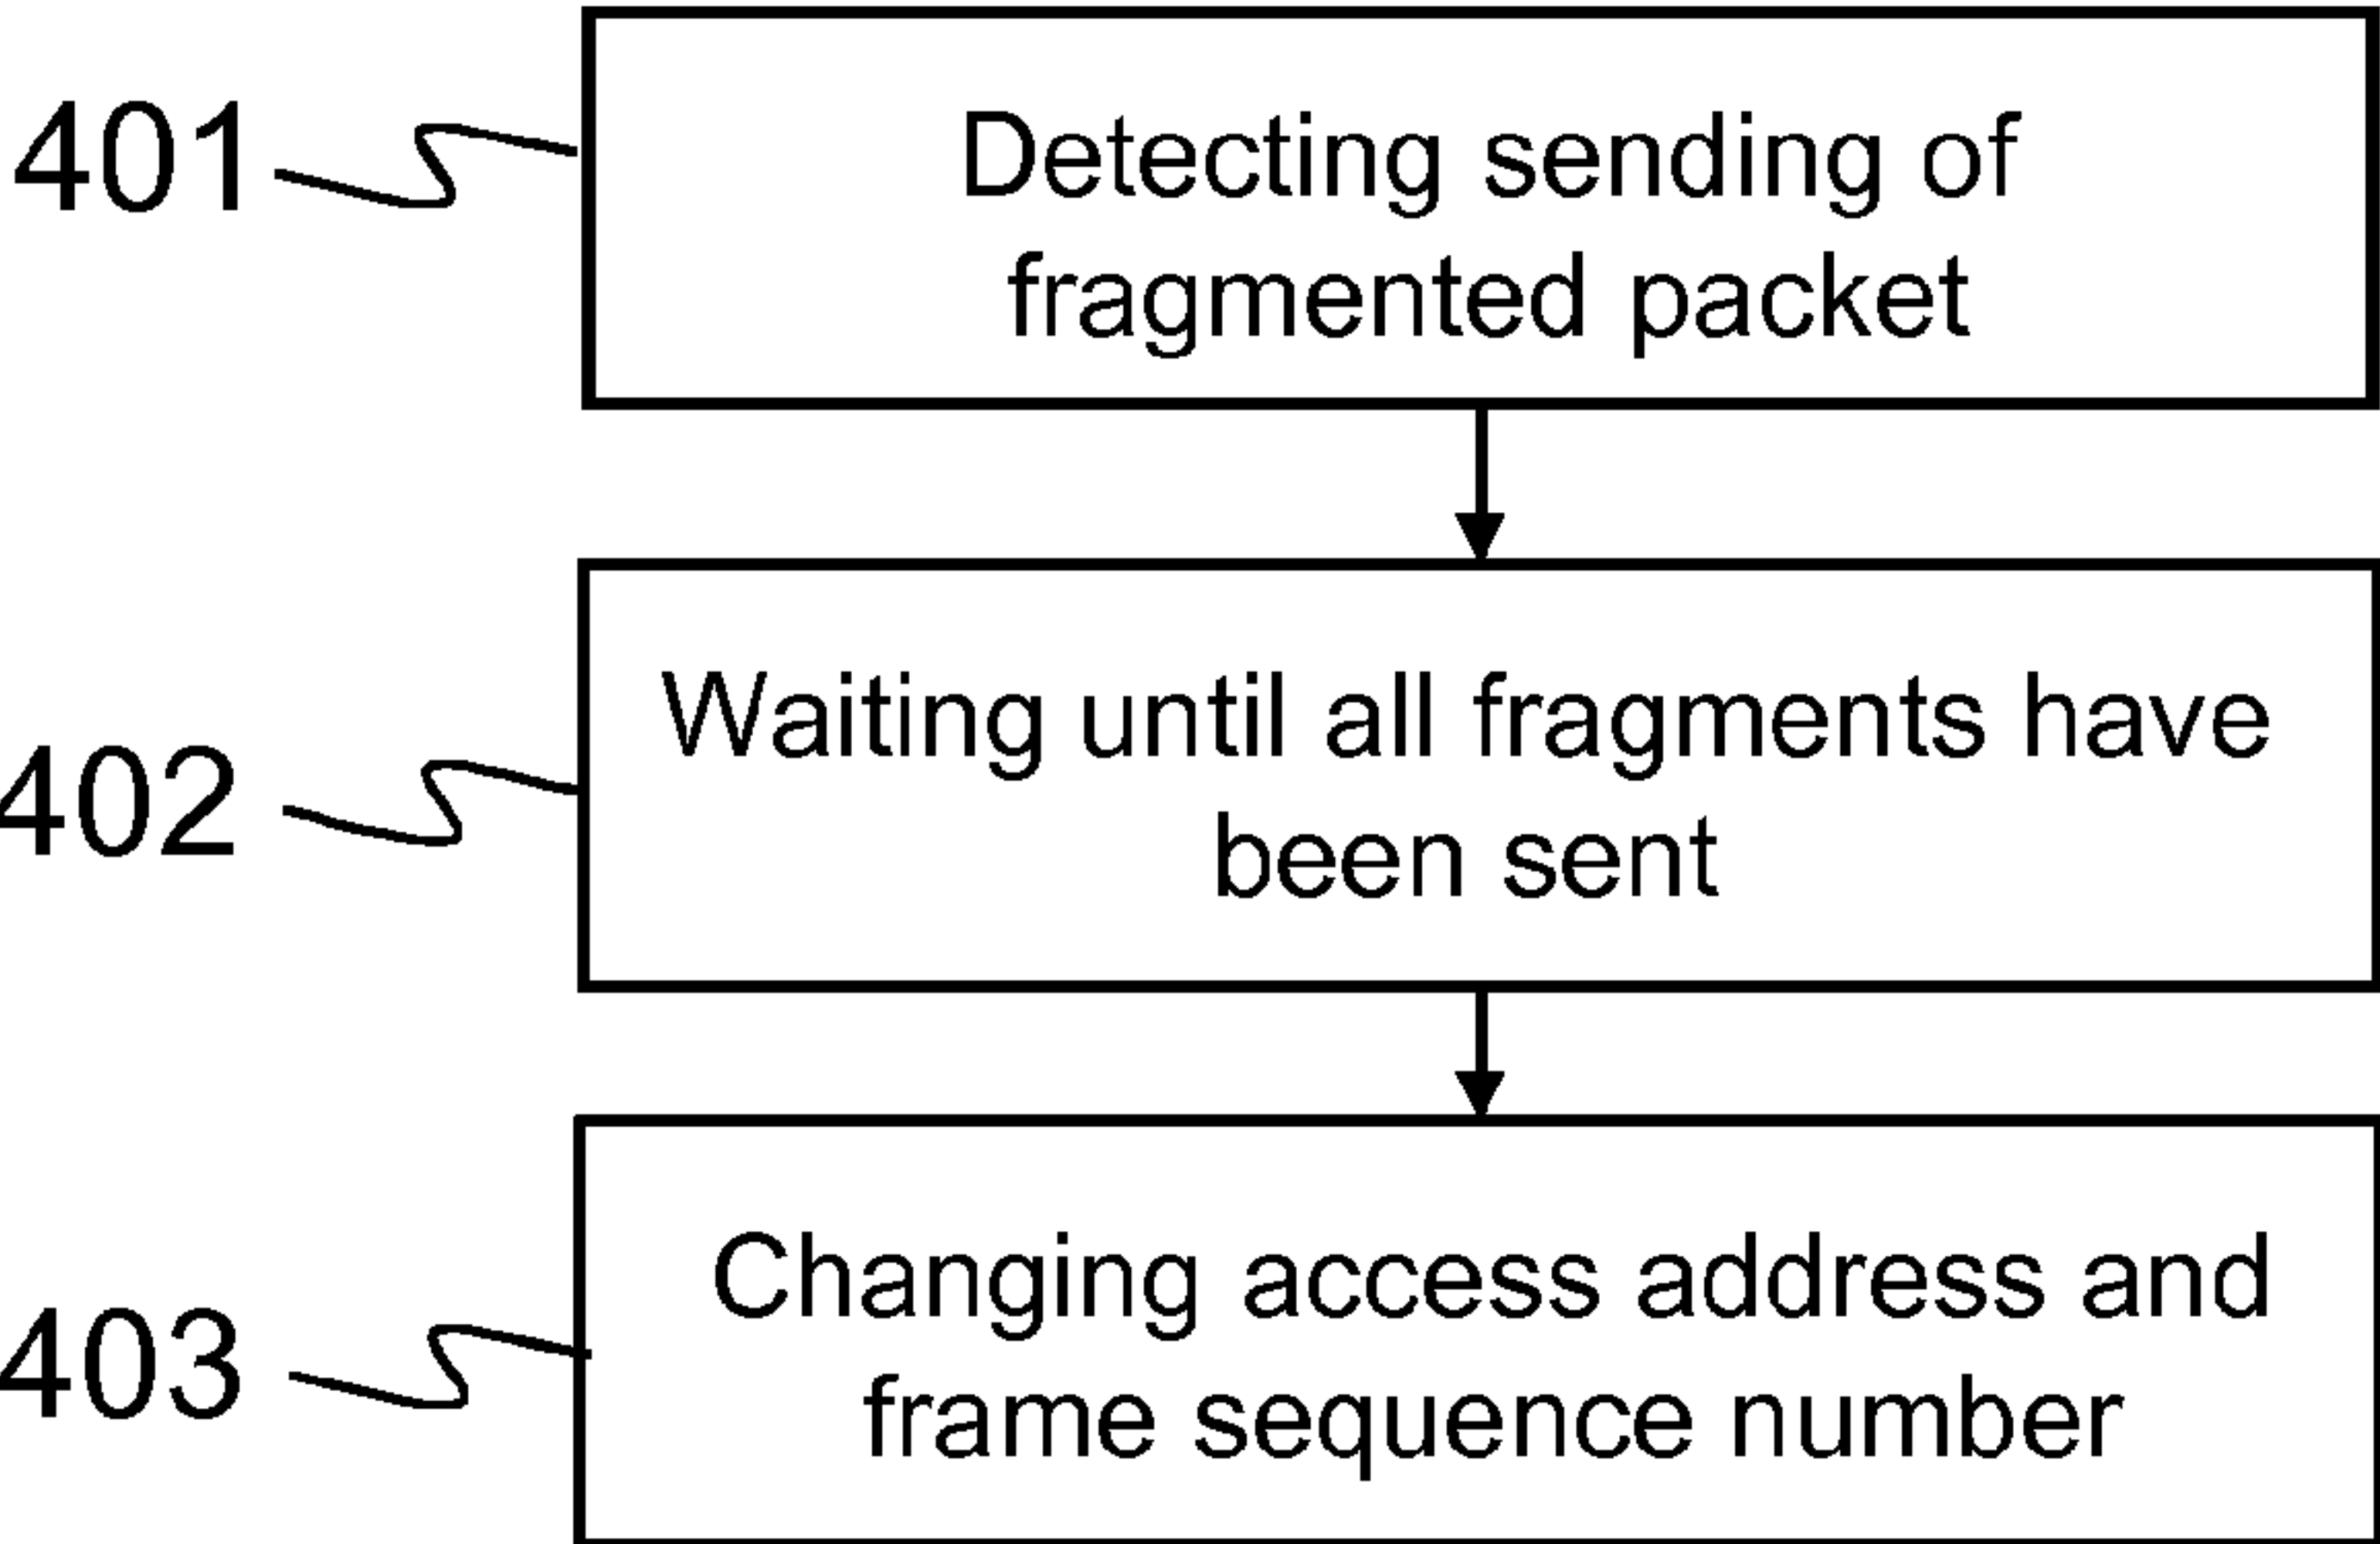 401
Detecting sending of
fragmented packet
402
Waiting until all fragments have
been sent
403
Changing access address and
frame sequence number